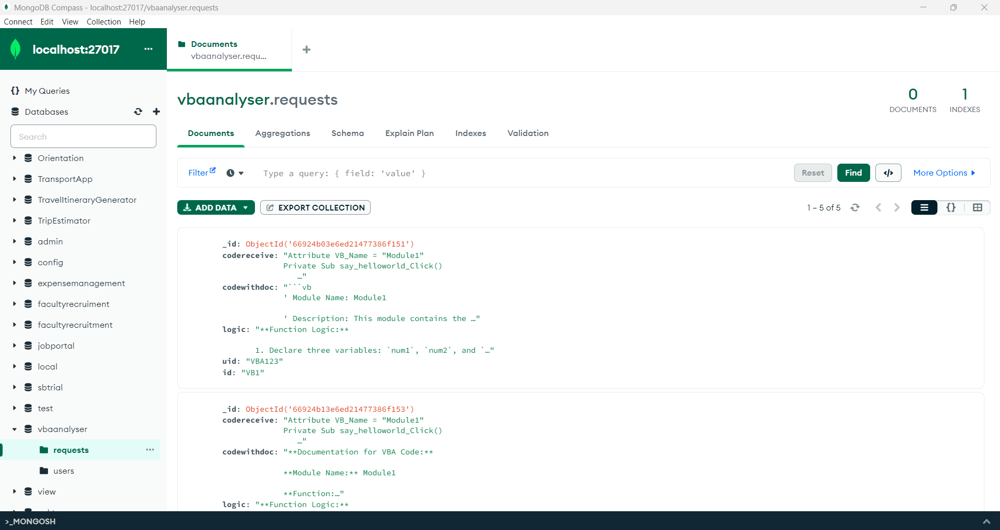 MongoDB Compass - localhost:27017/vbaanalyser.requests
Connect Edit View Collection Help
localhost:27017 ...
Documents
vbaanalyser.requ...
My Queries
Databases
Search
Orientation
TransportApp
TravelItineraryGenerator
TripEstimator
admin
config
expensemanagement
facultyrecruiment
facultyrecruitment
jobportal
local
sbtrial
test
vbaanalyser
requests ...
users
view
vbaanalyser.requests
0
DOCUMENTS
1
INDEXES
Documents Aggregations Schema Explain Plan Indexes Validation
Filter Type a query: { field: 'value' } Reset Find </> More Options
ADD DATA EXPORT COLLECTION 1 – 5 of 5 {}
_id: ObjectId('66924b03e6ed21477386f151')
codereceive: "Attribute VB_Name = "Module1"
Private Sub say_helloworld_Click()
…"
codewithdoc: "```vb
' Module Name: Module1
' Description: This module contains the …"
logic: "**Function Logic:**
1. Declare three variables: `num1`, `num2`, and `…"
uid: "VBA123"
id: "VB1"
_id: ObjectId('66924b13e6ed21477386f153')
codereceive: "Attribute VB_Name = "Module1"
Private Sub say_helloworld_Click()
…"
codewithdoc: "**Documentation for VBA Code:**
**Module Name:** Module1
**Function:…"
logic: "**Function Logic:**
>_MONGOSH